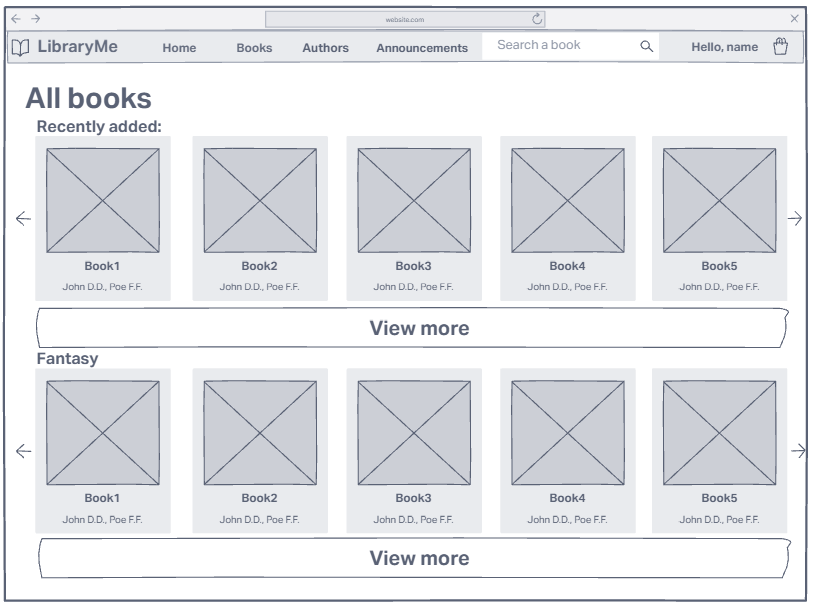 website.com
LibraryMe Home Books Authors Announcements Search a book Hello, name
All books
Recently added:
Book1 Book2 Book3 Book4 Book5
John D.D., Poe F.F. John D.D., Poe F.F. John D.D., Poe F.F. John D.D., Poe F.F. John D.D., Poe F.F.
View more
Fantasy
Book1 Book2 Book3 Book4 Book5
John D.D., Poe F.F. John D.D., Poe F.F. John D.D., Poe F.F. John D.D., Poe F.F. John D.D., Poe F.F.
View more